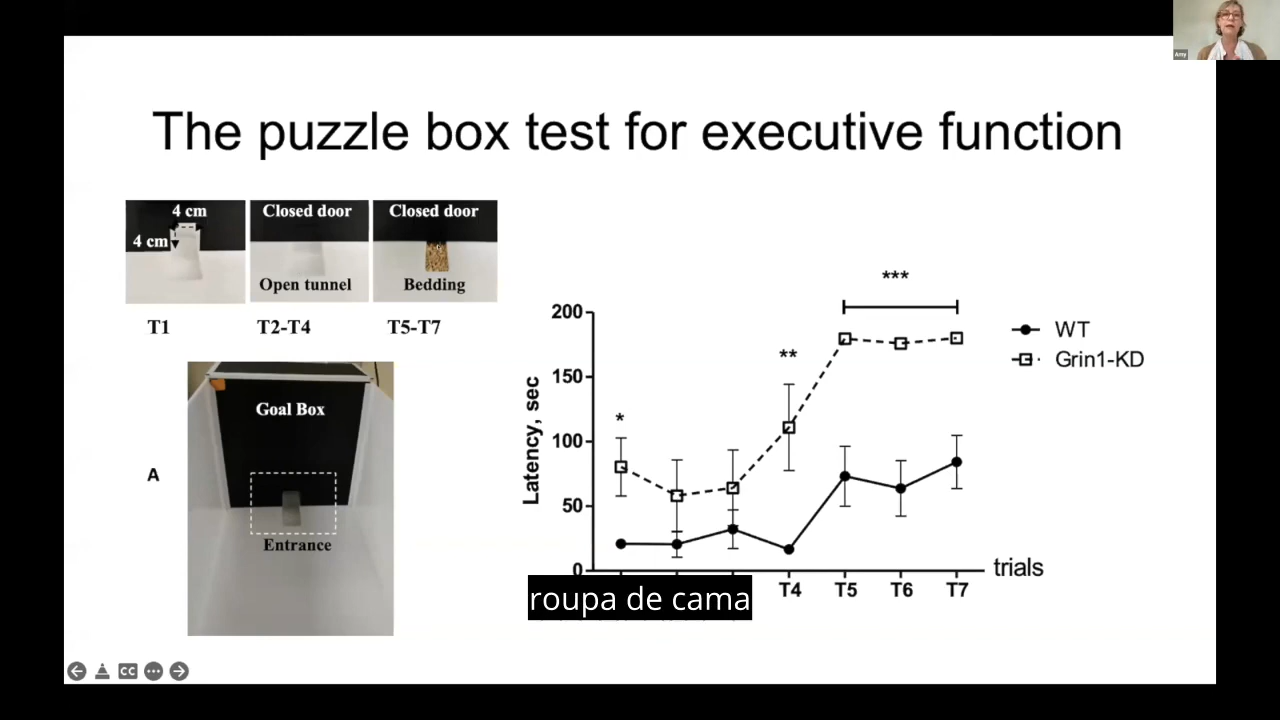 Amy
The puzzle box test for executive function
4 cm
4 cm
Closed door
Open tunnel
Closed door
Bedding
T1
T2-T4
T5-T7
A
Goal Box
Entrance
Latency, sec
200
150
100
50
0
*
**
***
WT
Grin1-KD
T4
T5
T6
T7
trials
roupa de cama
CC